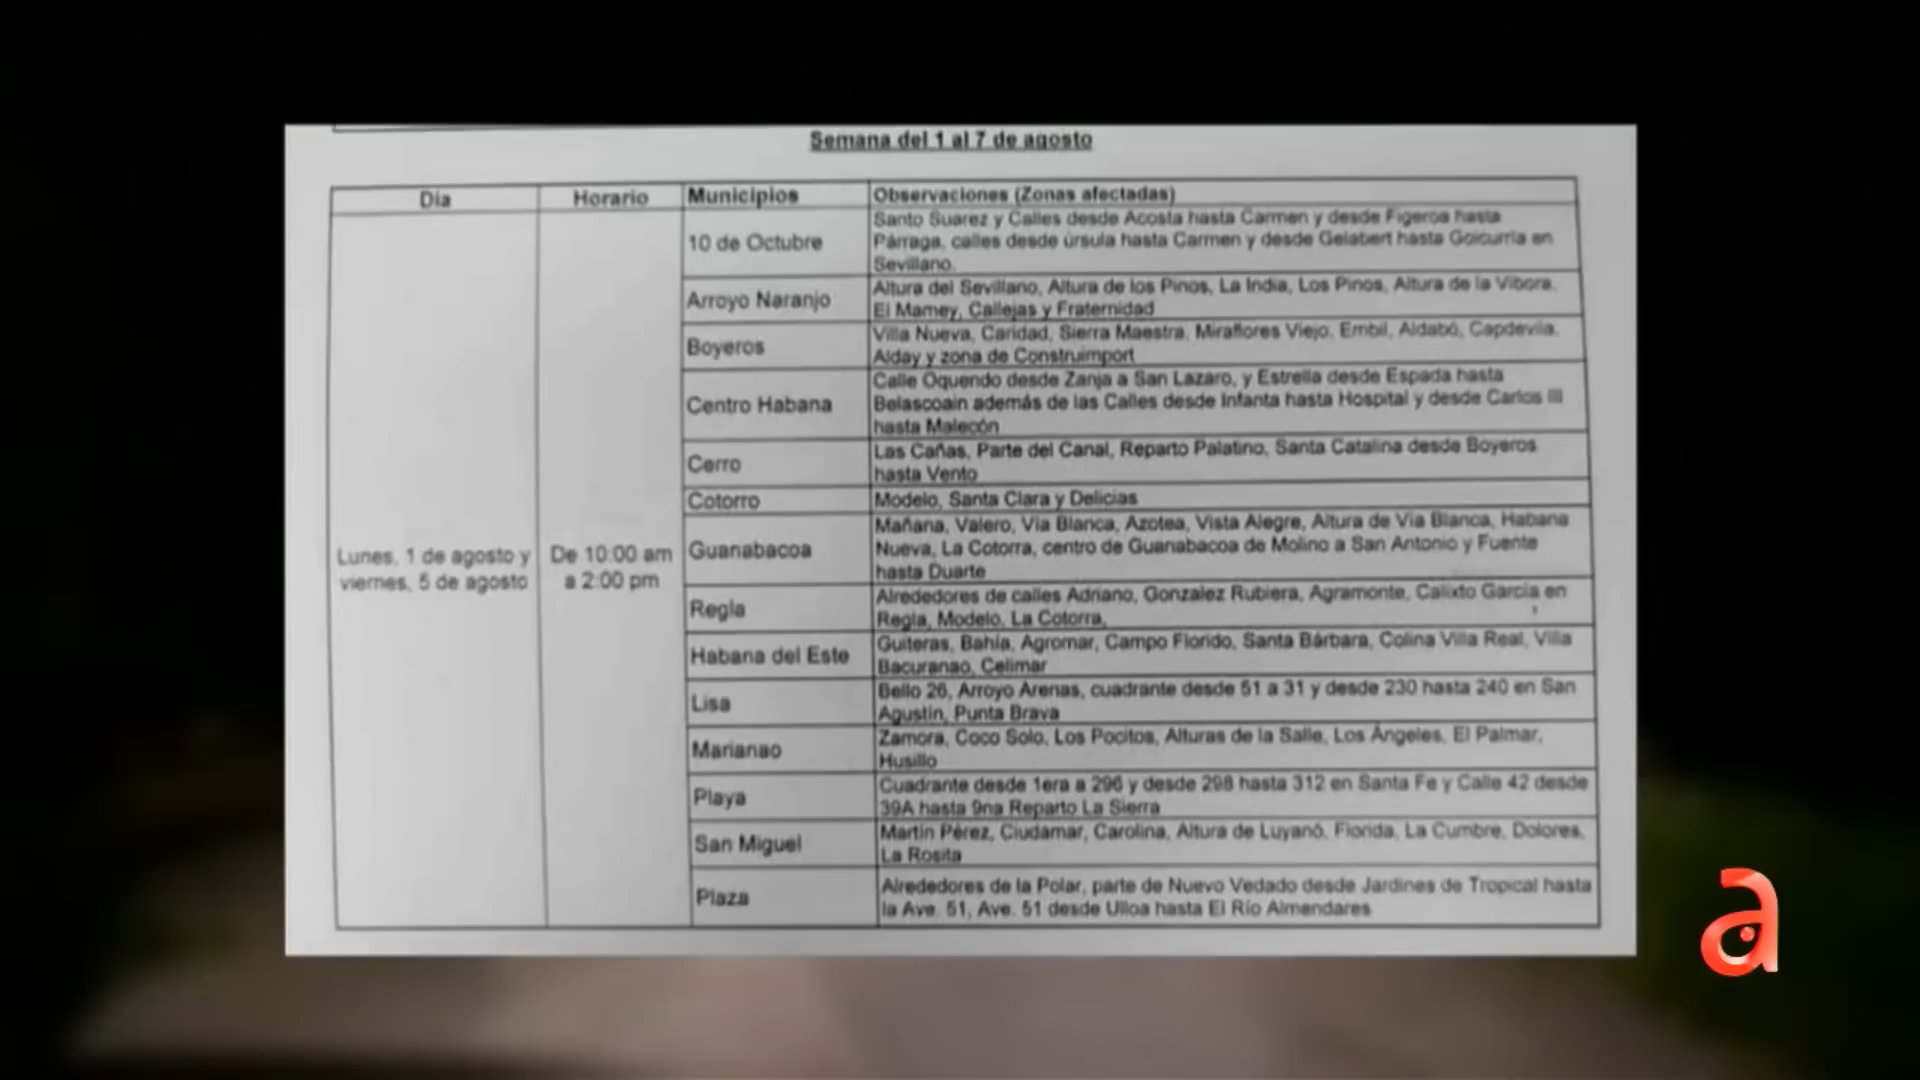 Semana del 1 al 7 de agosto
Día Horario Municipios Observaciones (Zonas afectadas)
Lunes, 1 de agosto y
viernes, 5 de agosto
De 10:00 am
a 2:00 pm
10 de Octubre
Santo Suarez y Calles desde Acosta hasta Carmen y desde Figeroa hasta
Párraga, calles desde úrsula hasta Carmen y desde Gelabert hasta Goicurria en
Sevillano.
Arroyo Naranjo
Altura del Sevillano, Altura de los Pinos, La India, Los Pinos, Altura de la Víbora,
El Mamey, Callejas y Fraternidad
Boyeros
Villa Nueva, Caridad, Sierra Maestra, Miraflores Viejo, Embil, Aldabó, Capdevila,
Alday y zona de Construimport
Centro Habana
Calle Oquendo desde Zanja a San Lazaro, y Estrella desde Espada hasta
Belascoain además de las Calles desde Infanta hasta Hospital y desde Carlos III
hasta Malecón
Cerro
Las Cañas, Parte del Canal, Reparto Palatino, Santa Catalina desde Boyeros
hasta Vento
Cotorro
Modelo, Santa Clara y Delicias
Guanabacoa
Mañana, Valero, Vía Blanca, Azotea, Vista Alegre, Altura de Vía Blanca, Habana
Nueva, La Cotorra, centro de Guanabacoa de Molino a San Antonio y Fuente
hasta Duarte
Regla
Alrededores de calles Adriano, Gonzalez Rubiera, Agramonte, Calixto García en
Regla, Modelo, La Cotorra,
Habana del Este
Guiteras, Bahía, Agromar, Campo Florido, Santa Bárbara, Colina Villa Real, Villa
Bacuranao, Celimar
Lisa
Bello 26, Arroyo Arenas, cuadrante desde 51 a 31 y desde 230 hasta 240 en San
Agustín, Punta Brava
Marianao
Zamora, Coco Solo, Los Pocitos, Alturas de la Salle, Los Ángeles, El Palmar,
Husillo
Playa
Cuadrante desde 1era a 296 y desde 298 hasta 312 en Santa Fe y Calle 42 desde
39A hasta 9na Reparto La Sierra
San Miguel
Martín Pérez, Ciudamar, Carolina, Altura de Luyanó, Florida, La Cumbre, Dolores,
La Rosita
Plaza
Alrededores de la Polar, parte de Nuevo Vedado desde Jardines de Tropical hasta
la Ave. 51, Ave. 51 desde Ulloa hasta El Río Almendares
a